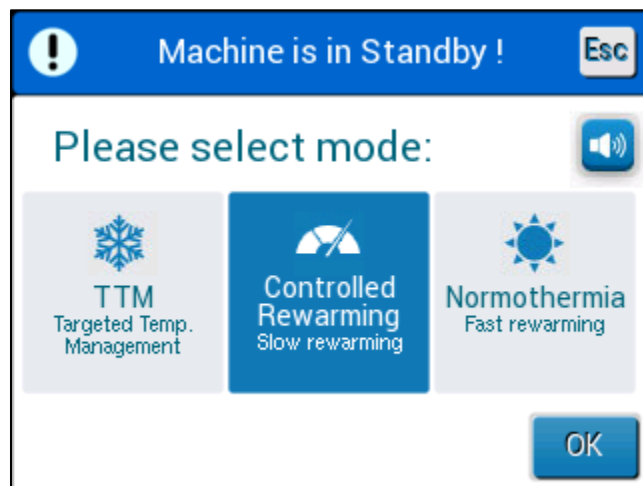 Machine is in Standby !
Esc
Please select mode:
TTM
Targeted Temp.
Management
Controlled
Rewarming
Slow rewarming
Normothermia
Fast rewarming
OK